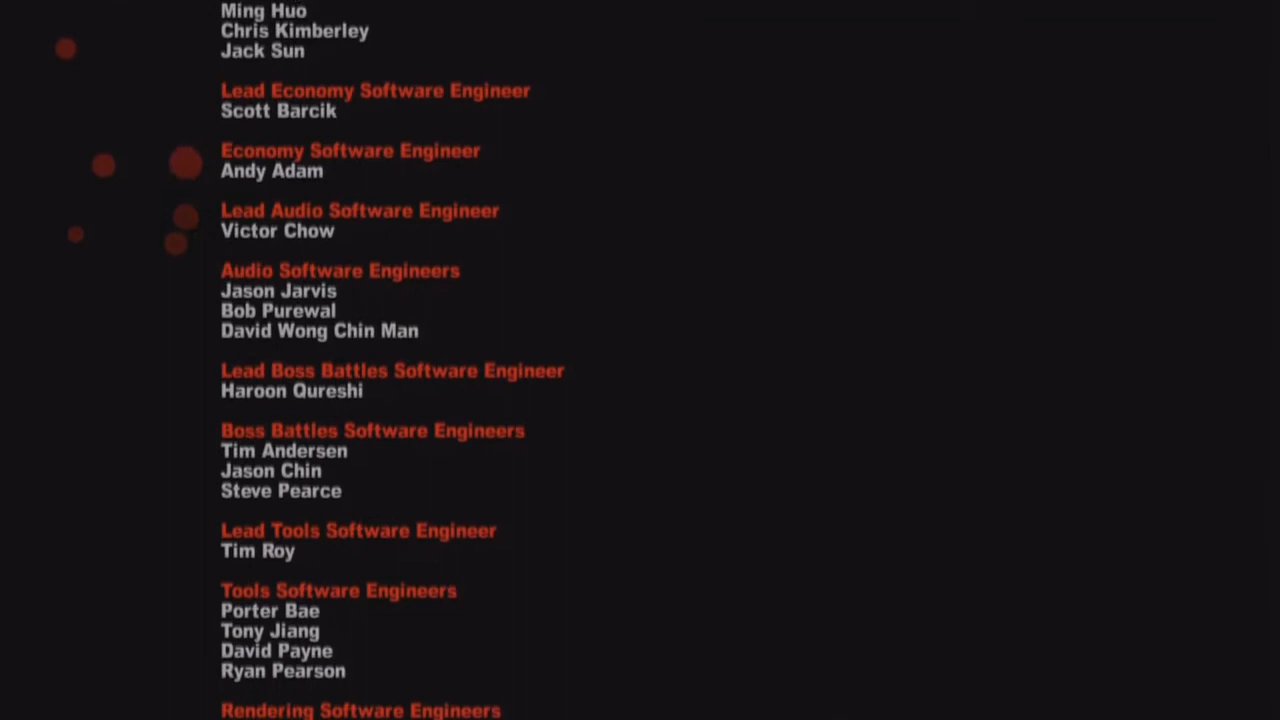 Ming Huo
Chris Kimberley
Jack Sun
Lead Economy Software Engineer
Scott Barcik
Economy Software Engineer
Andy Adam
Lead Audio Software Engineer
Victor Chow
Audio Software Engineers
Jason Jarvis
Bob Purewal
David Wong Chin Man
Lead Boss Battles Software Engineer
Haroon Qureshi
Boss Battles Software Engineers
Tim Andersen
Jason Chin
Steve Pearce
Lead Tools Software Engineer
Tim Roy
Tools Software Engineers
Porter Bae
Tony Jiang
David Payne
Ryan Pearson
Rendering Software Engineers